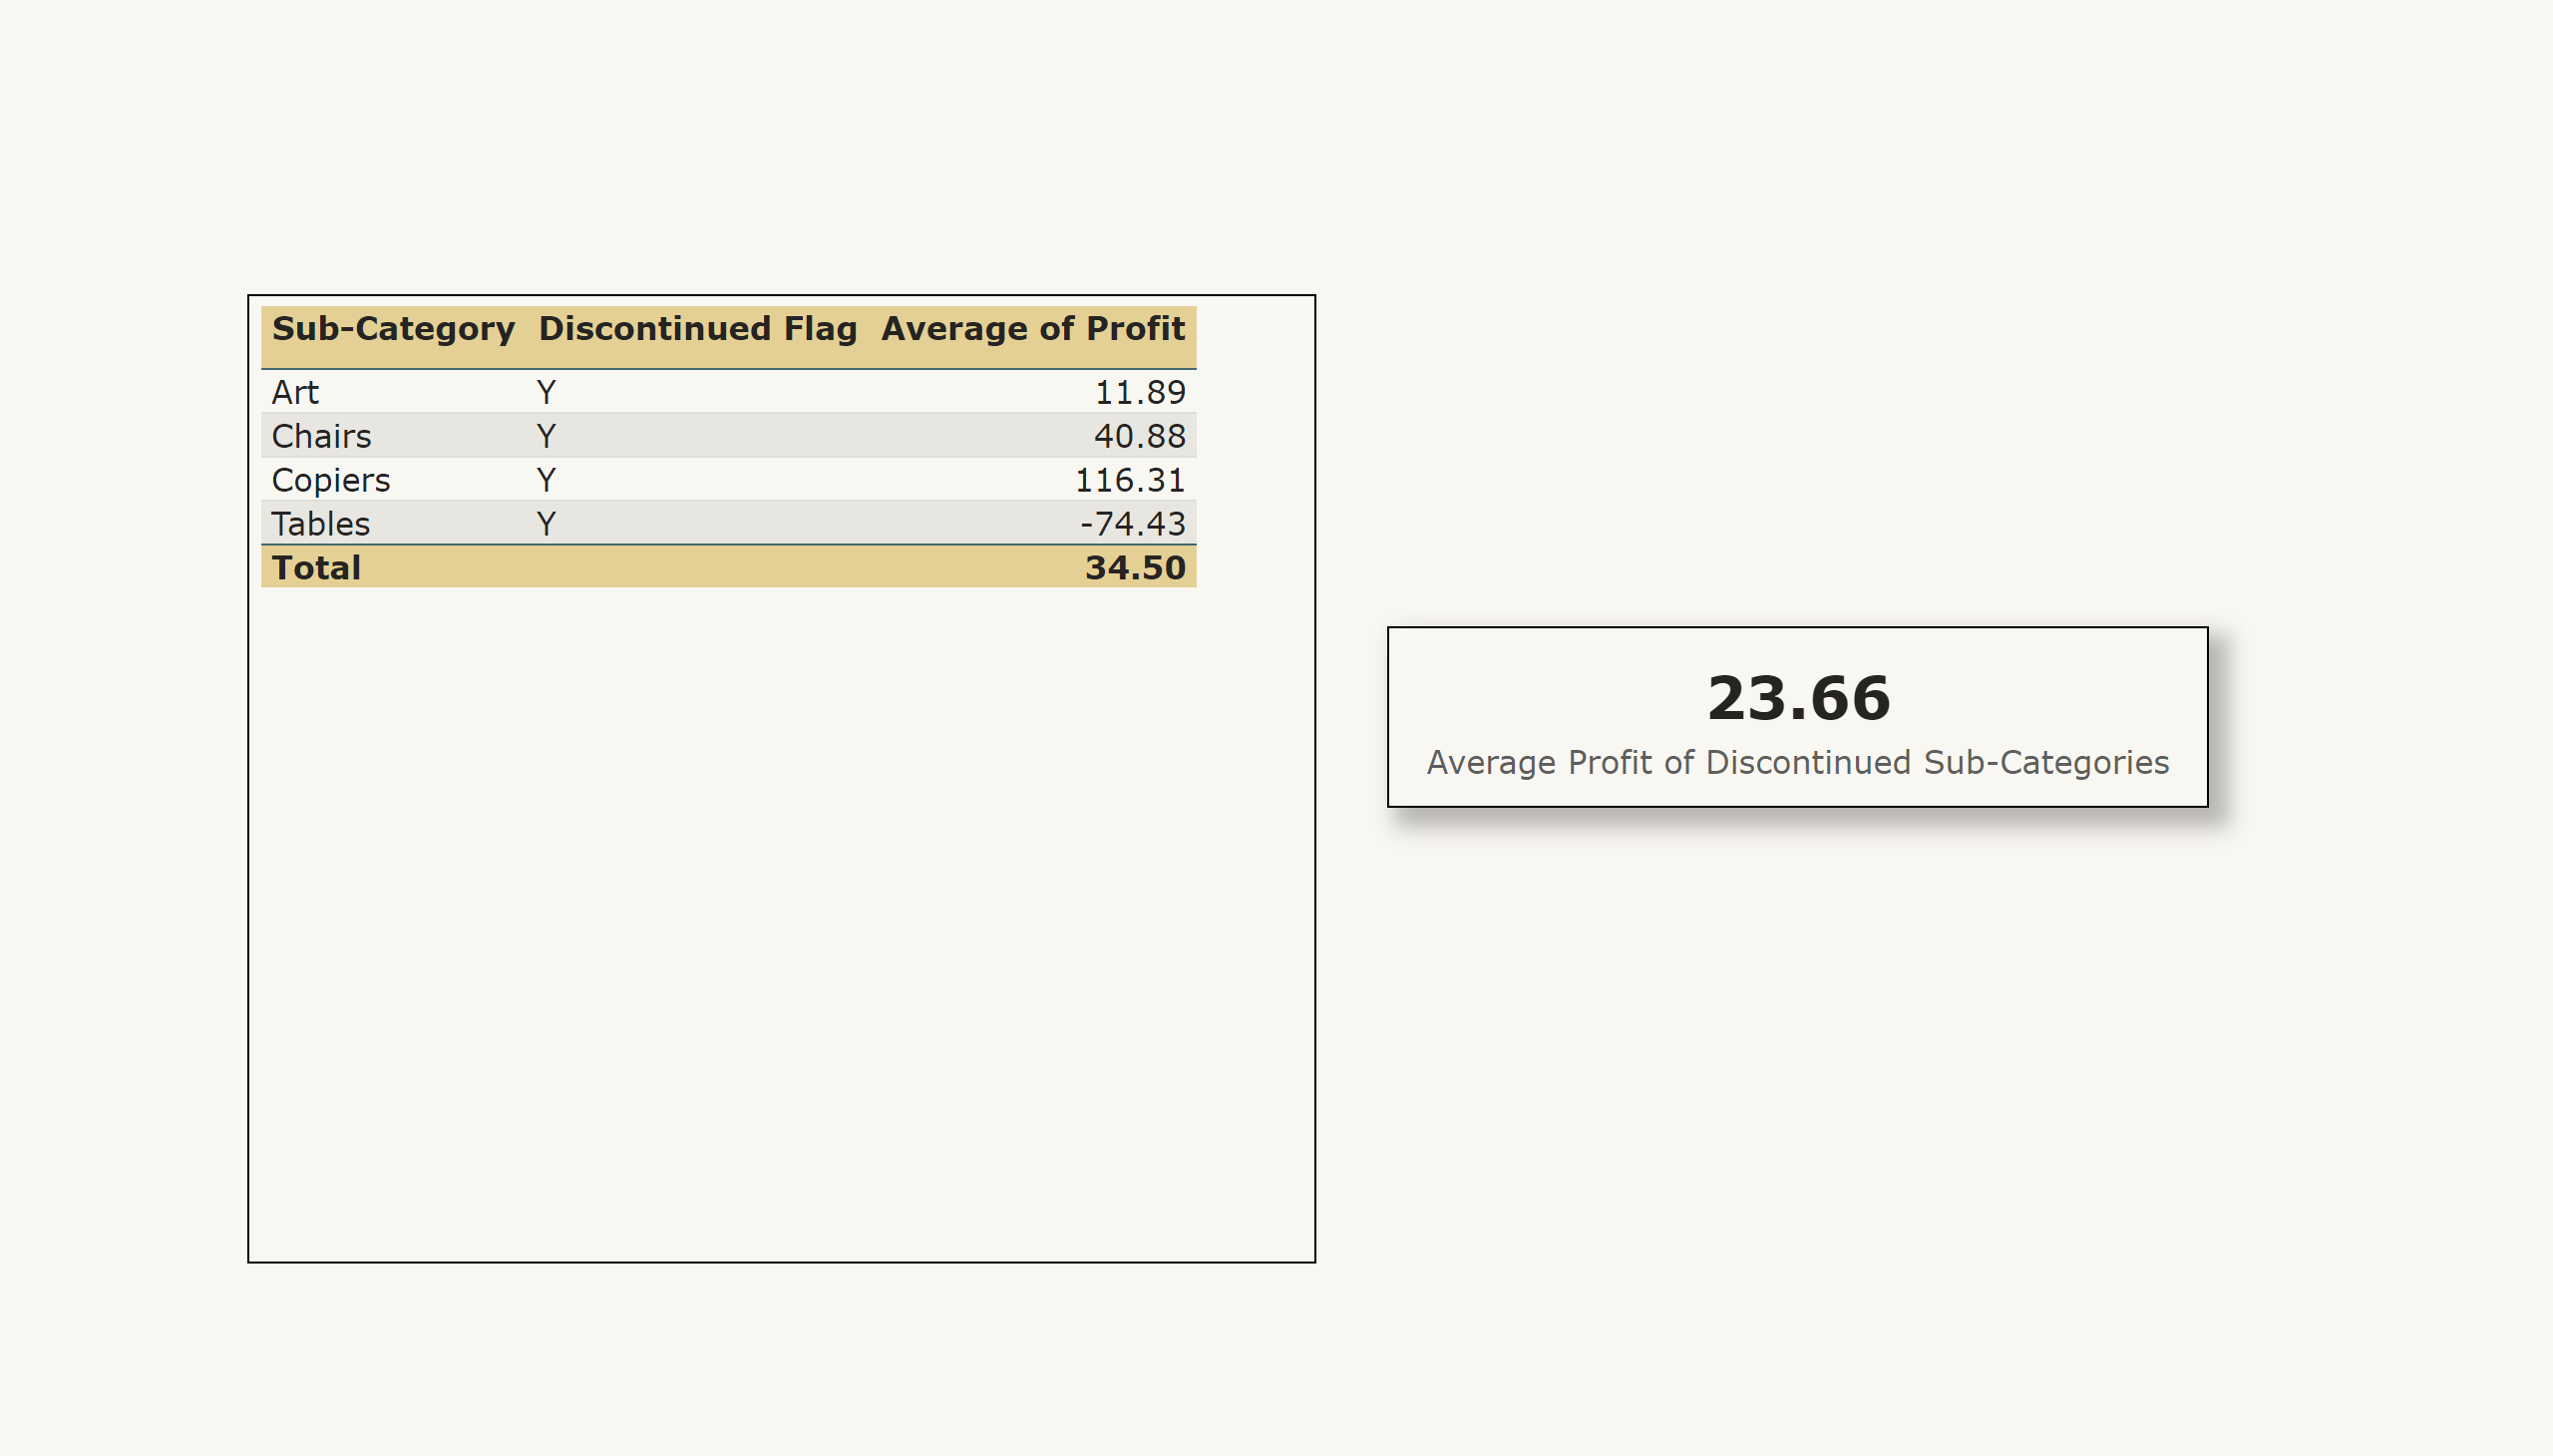 Sub-Category Discontinued Flag Average of Profit
Art Y 11.89
Chairs Y 40.88
Copiers Y 116.31
Tables Y -74.43
Total 34.50
23.66
Average Profit of Discontinued Sub-Categories